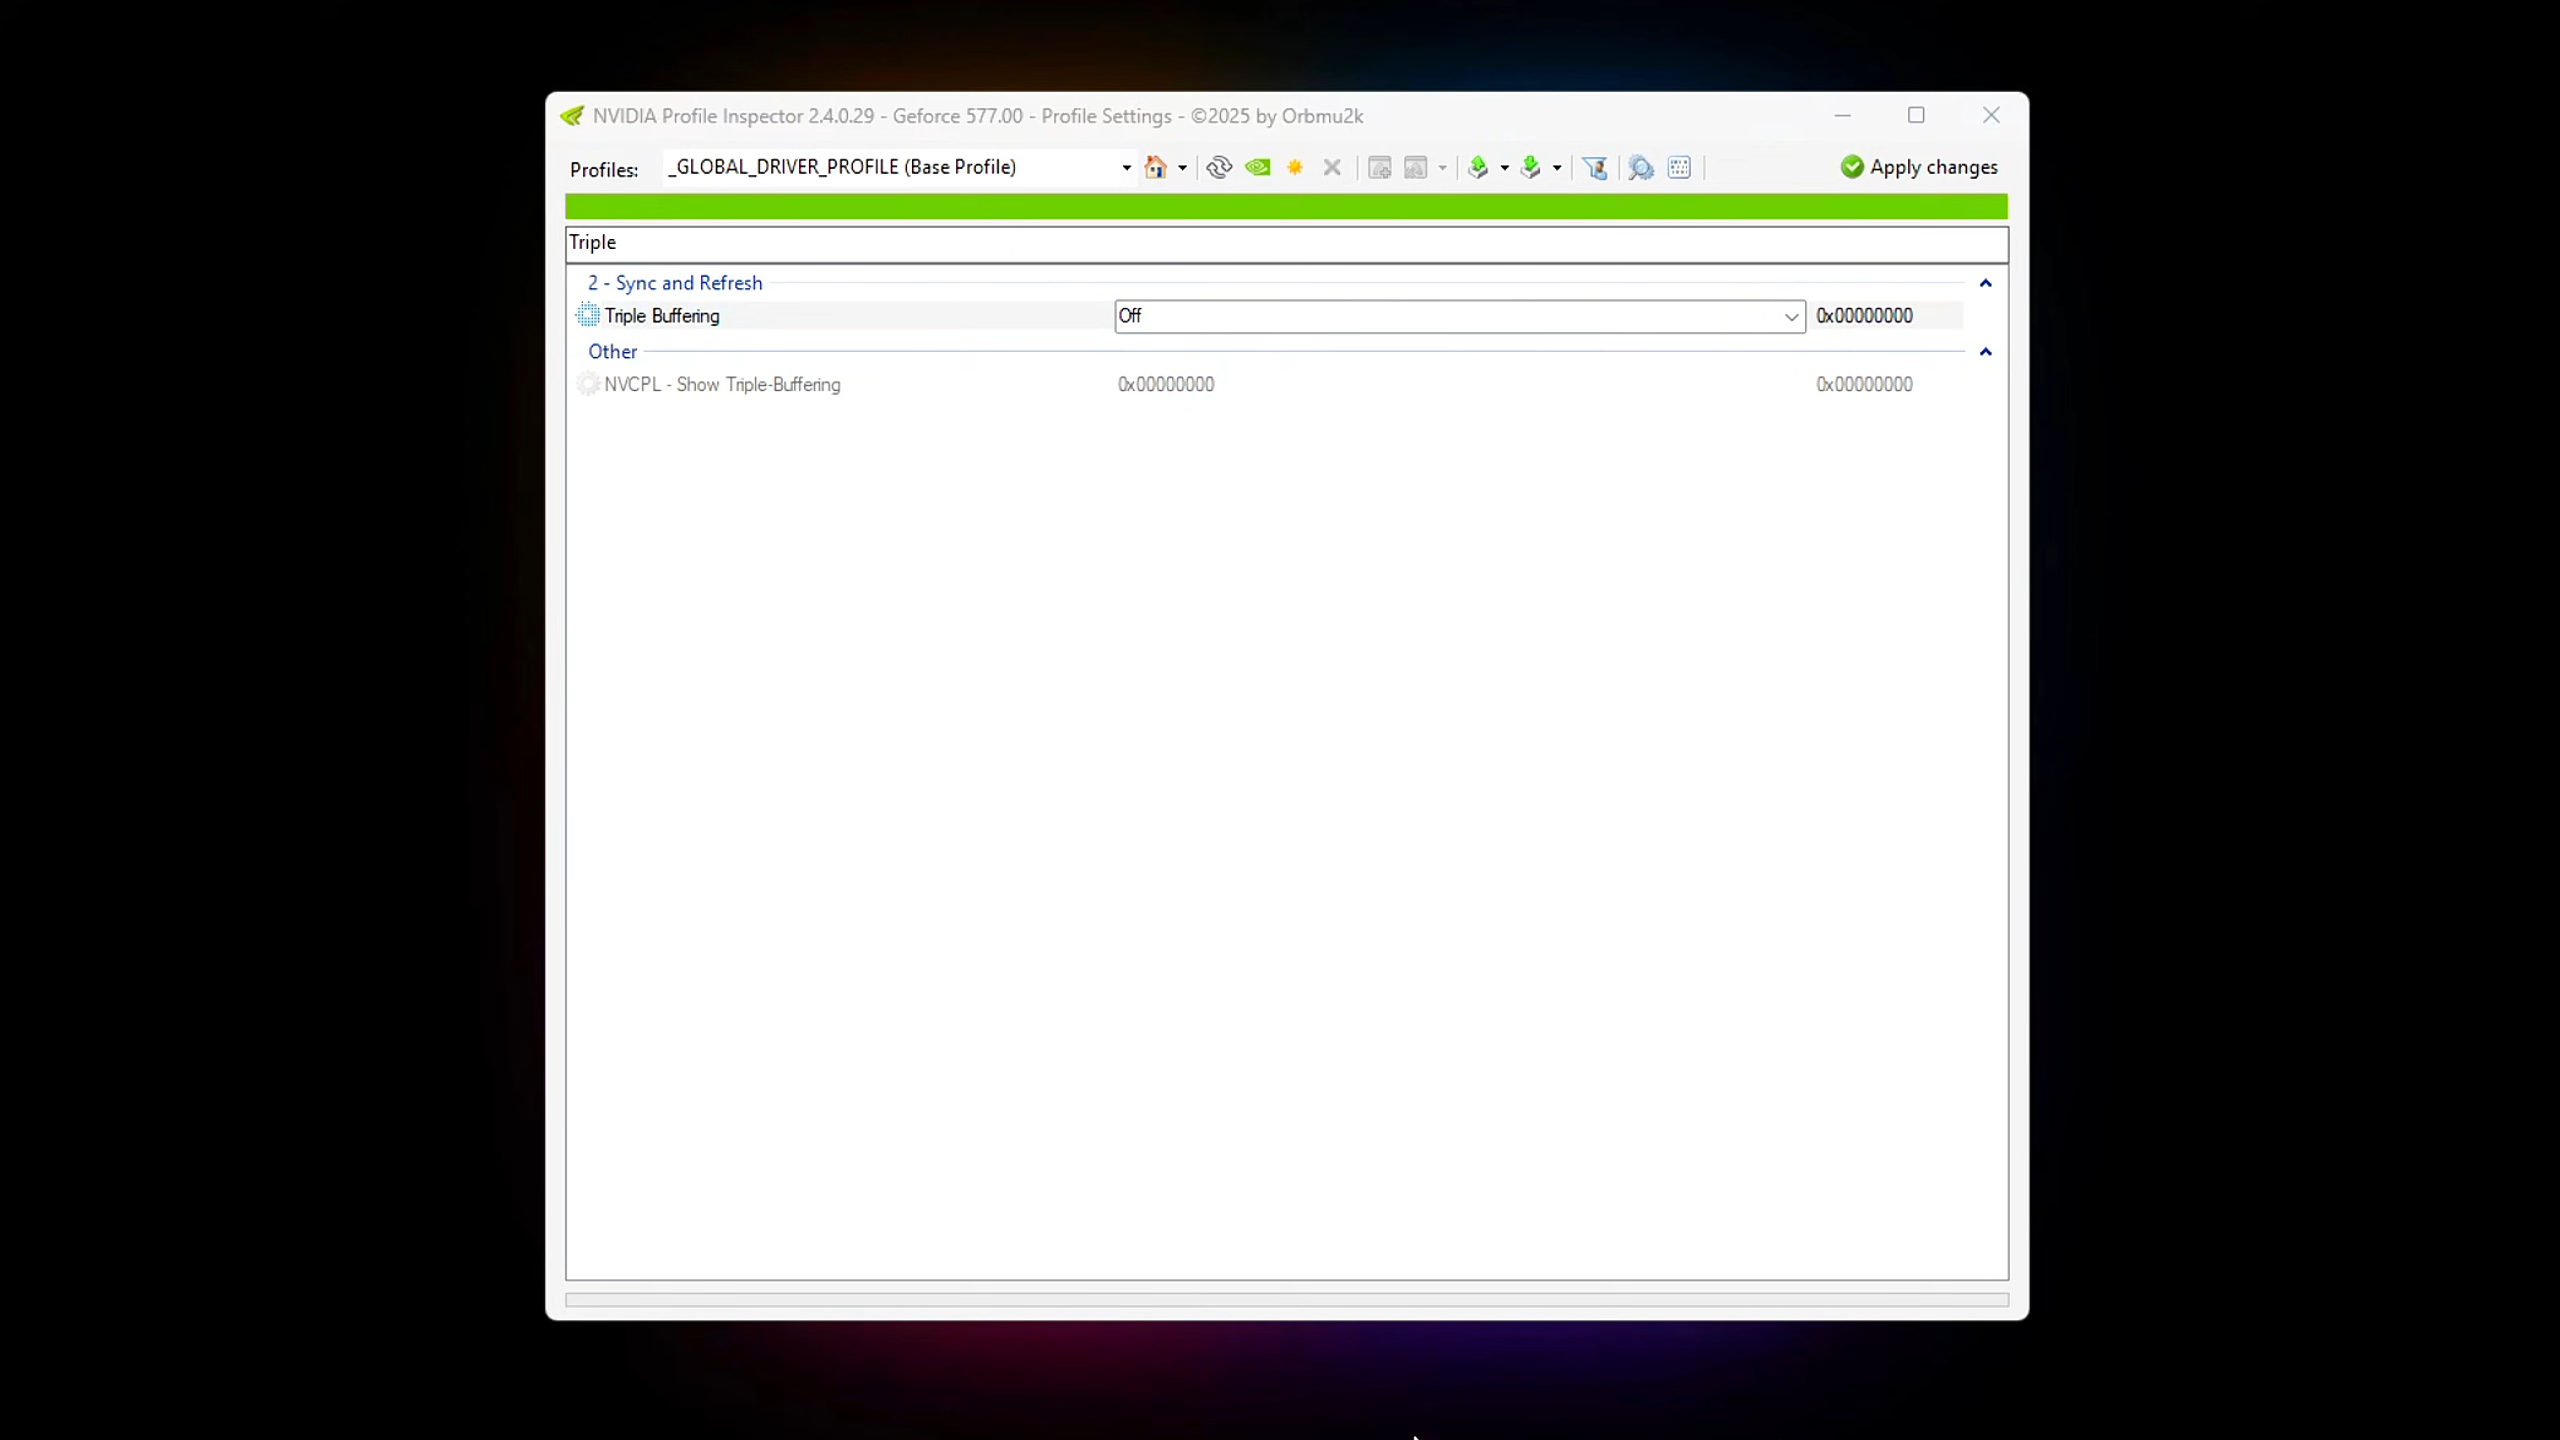 NVIDIA Profile Inspector 2.4.0.29 - Geforce 577.00 - Profile Settings - ©2025 by Orbmu2k
Profiles: _GLOBAL_DRIVER_PROFILE (Base Profile) Apply changes
Triple
2 - Sync and Refresh
Triple Buffering Off 0x00000000
Other
NVCPL - Show Triple-Buffering 0x00000000 0x00000000